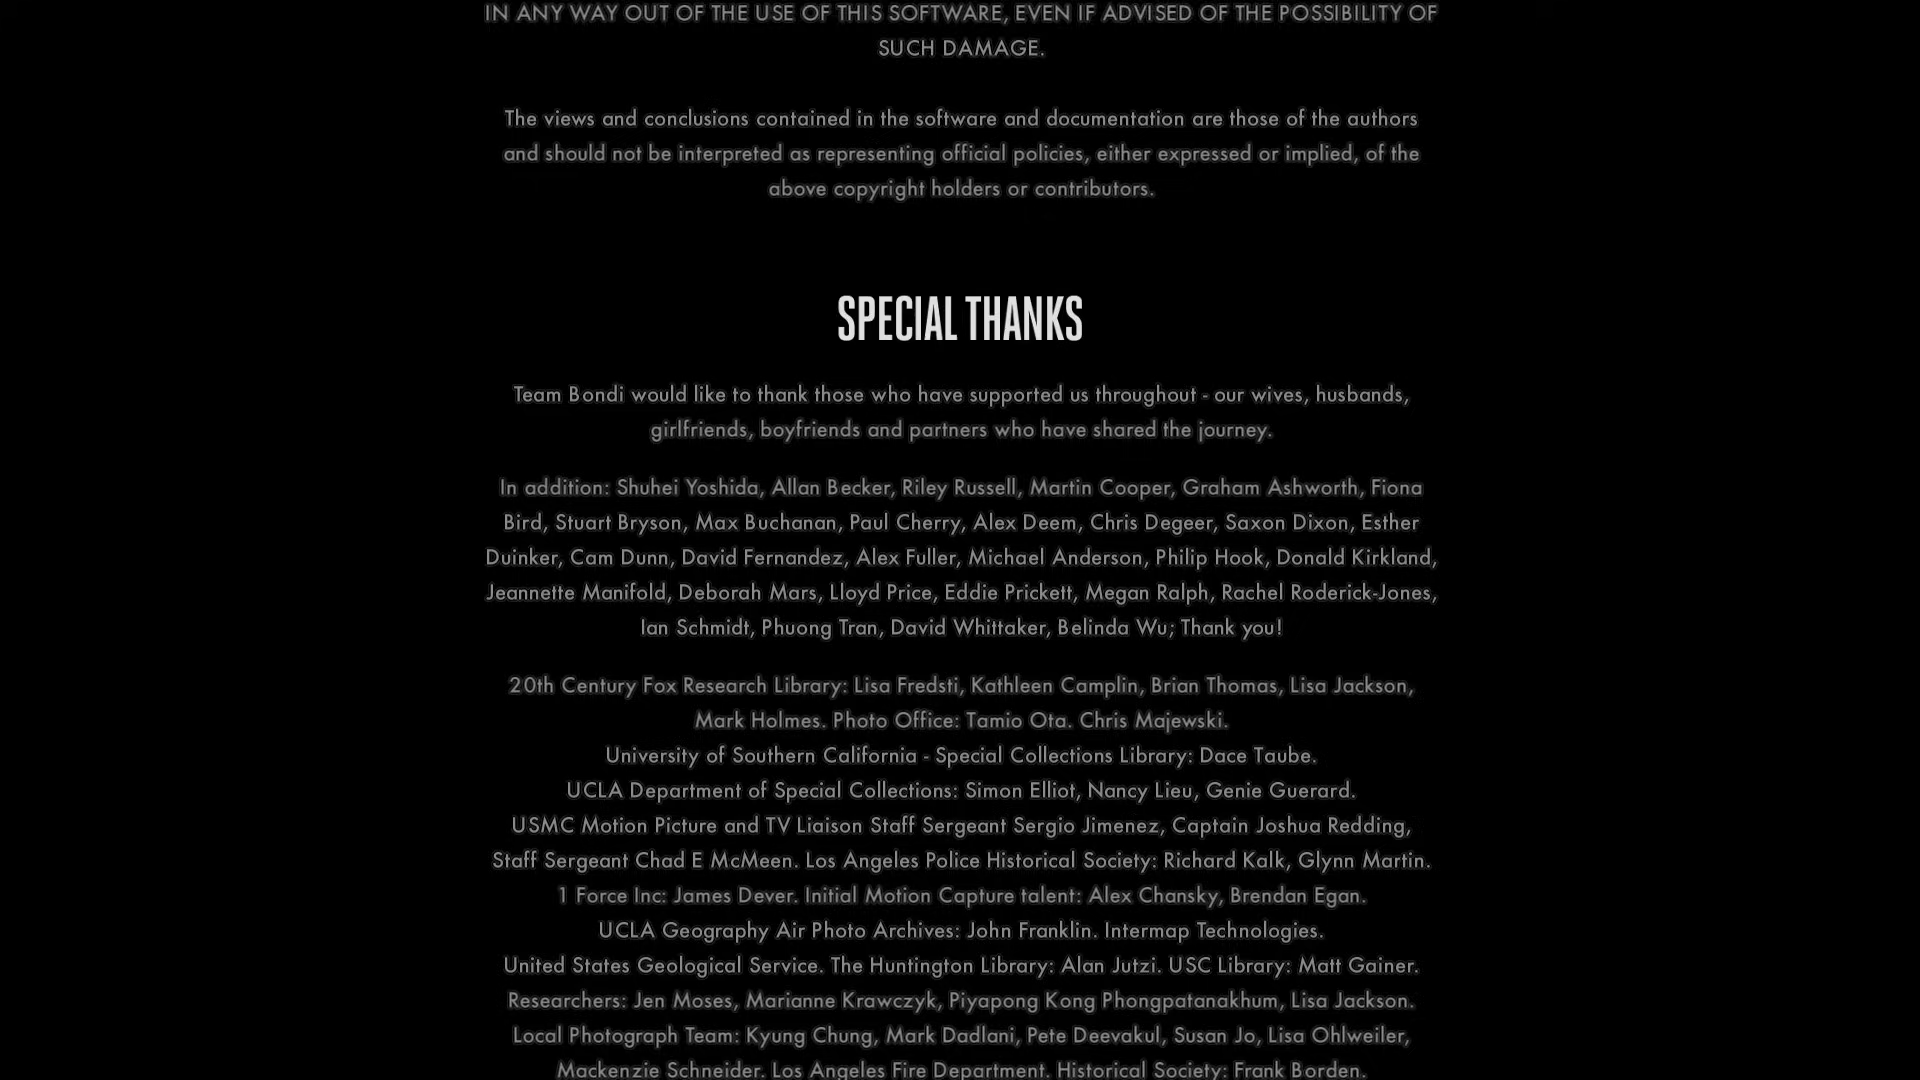 IN ANY WAY OUT OF THE USE OF THIS SOFTWARE, EVEN IF ADVISED OF THE POSSIBILITY OF
SUCH DAMAGE.
The views and conclusions contained in the software and documentation are those of the authors
and should not be interpreted as representing official policies, either expressed or implied, of the
above copyright holders or contributors.
SPECIAL THANKS
Team Bondi would like to thank those who have supported us throughout - our wives, husbands,
girlfriends, boyfriends and partners who have shared the journey.
In addition: Shuhei Yoshida, Allan Becker, Riley Russell, Martin Cooper, Graham Ashworth, Fiona
Bird, Stuart Bryson, Max Buchanan, Paul Cherry, Alex Deem, Chris Degeer, Saxon Dixon, Esther
Duinker, Cam Dunn, David Fernandez, Alex Fuller, Michael Anderson, Philip Hook, Donald Kirkland,
Jeannette Manifold, Deborah Mars, Lloyd Price, Eddie Prickett, Megan Ralph, Rachel Roderick-Jones,
Ian Schmidt, Phuong Tran, David Whittaker, Belinda Wu; Thank you!
20th Century Fox Research Library: Lisa Fredsti, Kathleen Camplin, Brian Thomas, Lisa Jackson,
Mark Holmes. Photo Office: Tamio Ota. Chris Majewski.
University of Southern California - Special Collections Library: Dace Taube.
UCLA Department of Special Collections: Simon Elliot, Nancy Lieu, Genie Guerard.
USMC Motion Picture and TV Liaison Staff Sergeant Sergio Jimenez, Captain Joshua Redding,
Staff Sergeant Chad E McMeen. Los Angeles Police Historical Society: Richard Kalk, Glynn Martin.
1 Force Inc: James Dever. Initial Motion Capture talent: Alex Chansky, Brendan Egan.
UCLA Geography Air Photo Archives: John Franklin. Intermap Technologies.
United States Geological Service. The Huntington Library: Alan Jutzi. USC Library: Matt Gainer.
Researchers: Jen Moses, Marianne Krawczyk, Piyapong Kong Phongpatanakhum, Lisa Jackson.
Local Photograph Team: Kyung Chung, Mark Dadlani, Pete Deevakul, Susan Jo, Lisa Ohlweiler,
Mackenzie Schneider. Los Angeles Fire Department. Historical Society: Frank Borden.